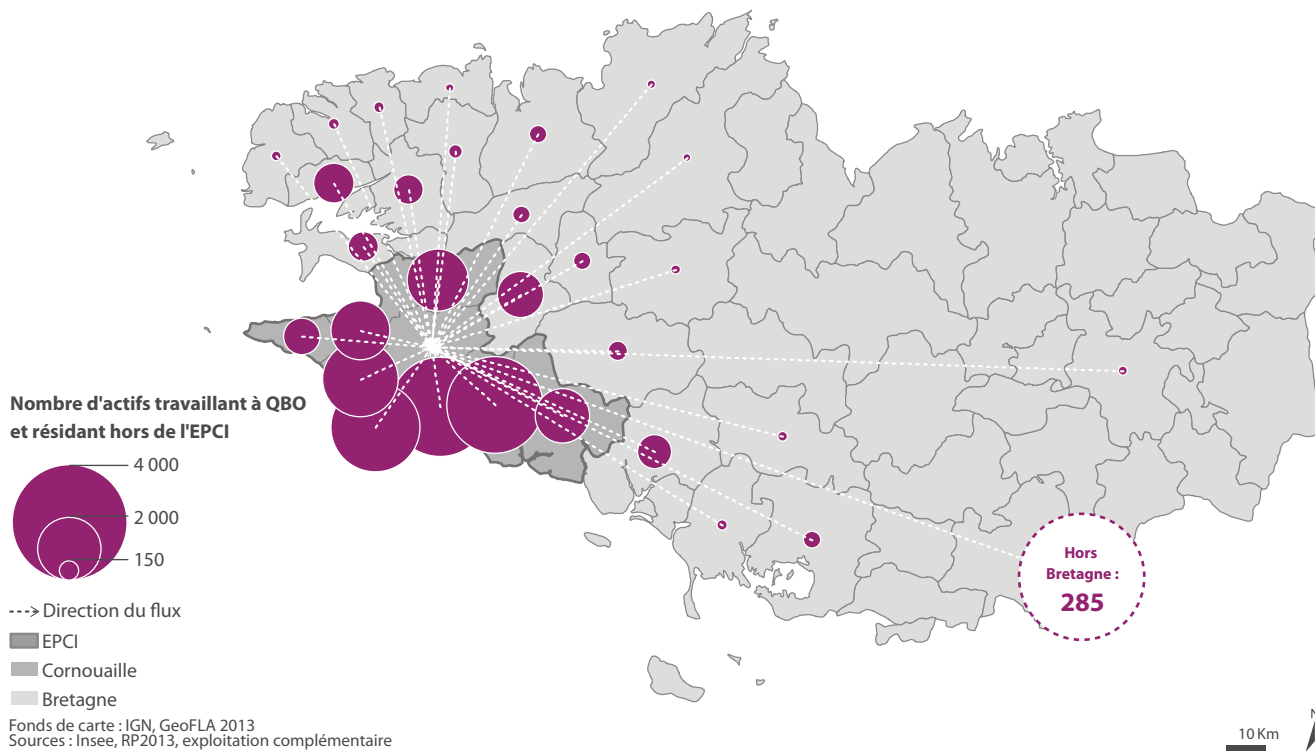 Nombre d'actifs travaillant à QBO
et résidant hors de l'EPCI
4 000
2 000
150
Direction du flux
EPCI
Cornouaille
Bretagne
Fonds de carte : IGN, GeoFLA 2013
Sources : Insee, RP2013, exploitation complémentaire
Hors
Bretagne :
285
10 Km
N